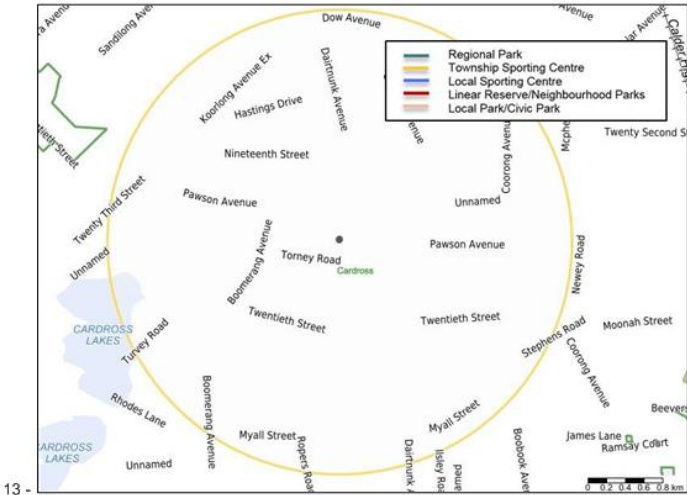 Dow Avenue
Avenue
Sandilong Avenue
Regional Park
Township Sporting Centre
Local Sporting Centre
Linear Reserve/Neighbourhood Parks
Local Park/Civic Park
Koorlong Avenue Ex
Dairtnunk Avenue
Hastings Drive
Coorong Avenue
Twenty Second
Nineteenth Street
Twenty Third Street
Pawson Avenue
Unnamed
Boomerang Avenue
Torney Road
Cardross
Pawson Avenue
Newey Road
Unnamed
CARDROSS
LAKES
Turvey Road
Twentieth Street
Twentieth Street
Stephens Road
Moonah Street
Coorong Avenue
Rhodes Lane
Boomerang Avenue
Myall Street
Myall Street
Ropers Road
Boobook
James Lane
Ramsay Court
CARDROSS
LAKES
Unnamed
0 0.2 0.4 0.6 0.8 km
13 -